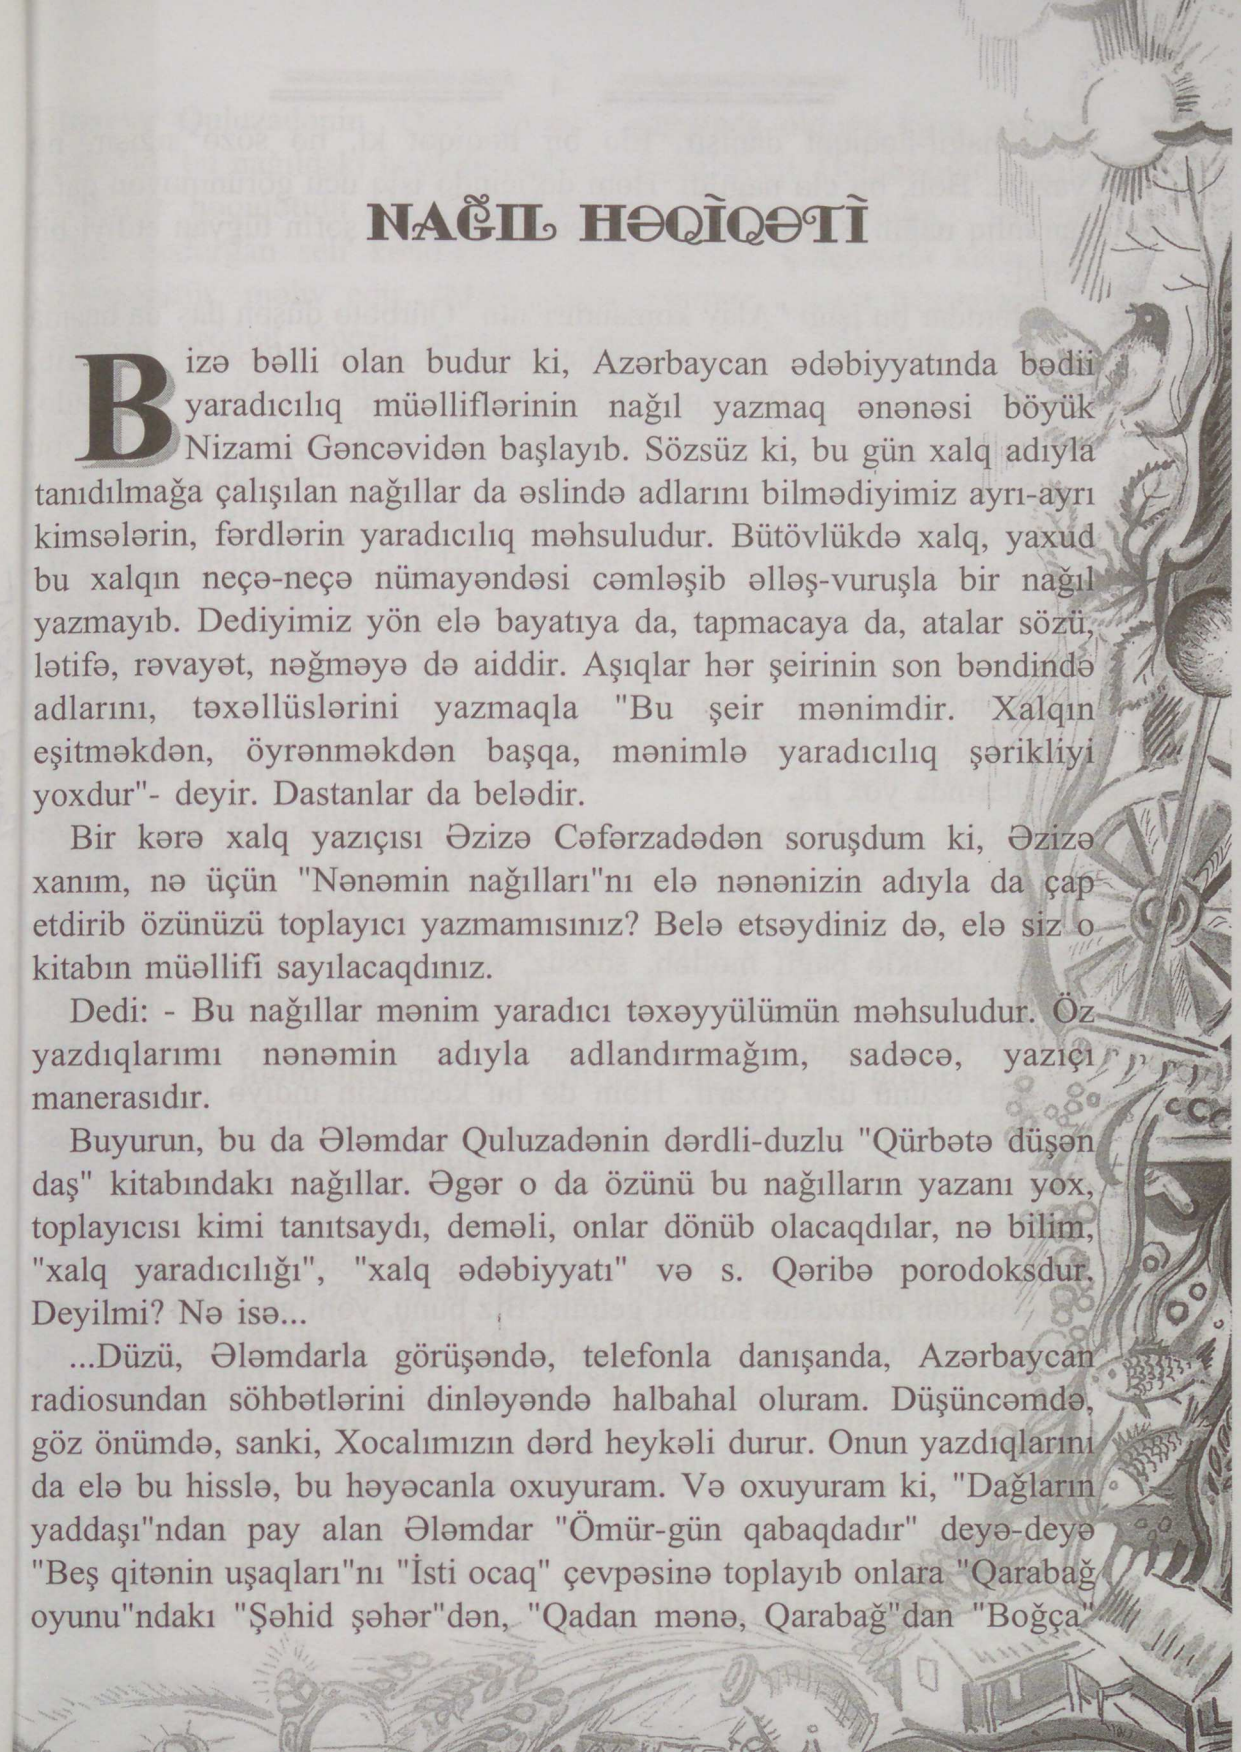 NAĞIL HƏQİQƏTİ
Bizə bəlli olan budur ki, Azərbaycan ədəbiyyatında bədii
yaradıcılıq müəlliflərinin nağıl yazmaq ənənəsi böyük
Nizami Gəncəvidən başlayıb. Sözsüz ki, bu gün xalq adıyla
tanıdılmağa çalışılan nağıllar da əslində adlarını bilmədiyimiz ayrı-ayrı
kimsələrin, fərdlərin yaradıcılıq məhsuludur. Bütövlükdə xalq, yaxud
bu xalqın neçə-neçə nümayəndəsi cəmləşib əlləş-vuruşla bir nağıl
yazmayıb. Dediyimiz yön elə bayatıya da, tapmacaya da, atalar sözü,
lətifə, rəvayət, nəğməyə də aiddir. Aşıqlar hər şeirinin son bəndində
adlarını, təxəllüslərini yazmaqla "Bu şeir mənimdir. Xalqın
eşitməkdən, öyrənməkdən başqa, mənimlə yaradıcılıq şərikliyi
yoxdur"- deyir. Dastanlar da belədir.
Bir kərə xalq yazıçısı Əzizə Cəfərzadədən soruşdum ki, Əzizə
xanım, nə üçün "Nənəmin nağılları"nı elə nənənizin adıyla da çap
etdirib özünüzü toplayıcı yazmamısınız? Belə etsəydiniz də, elə siz o
kitabın müəllifi sayılacaqdınız.
Dedi: - Bu nağıllar mənim yaradıcı təxəyyülümün məhsuludur. Öz
yazdıqlarımı nənəmin adıyla adlandırmağım, sadəcə, yazıçı
manerasıdır.
Buyurun, bu da Ələmdar Quluzadənin dərdli-duzlu "Qürbətə düşən
daş" kitabındakı nağıllar. Əgər o da özünü bu nağılların yazanı yox,
toplayıcısı kimi tanıtsaydı, deməli, onlar dönüb olacaqdılar, nə bilim,
"xalq yaradıcılığı", "xalq ədəbiyyatı" və s. Qəribə porodoksdur.
Deyilmi? Nə isə...
...Düzü, Ələmdarla görüşəndə, telefonla danışanda, Azərbaycan
radiosundan söhbətlərini dinləyəndə halbahal oluram. Düşüncəmdə,
göz önümdə, sanki, Xocalımızın dərd heykəli durur. Onun yazdıqlarını
da elə bu hisslə, bu həyəcanla oxuyuram. Və oxuyuram ki, "Dağların
yaddaşı"ndan pay alan Ələmdar "Ömür-gün qabaqdadır" deyə-deyə
"Beş qitənin uşaqları"nı "İsti ocaq" çevpəsinə toplayıb onlara "Qarabağ
oyunu"ndakı "Şəhid şəhər"dən, "Qadan mənə, Qarabağ"dan "Boğça"